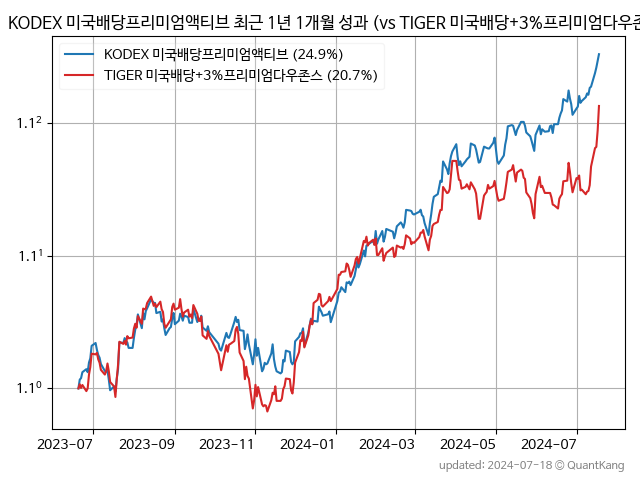 KODEX 미국배당프리미엄액티브 최근 1년 1개월 성과 (vs TIGER 미국배당+3%프리미엄다우존
KODEX 미국배당프리미엄액티브 (24.9%)
TIGER 미국배당+3%프리미엄다우존스 (20.7%)
1.1²
1.1¹
1.1⁰
2023-07 2023-09 2023-11 2024-01 2024-03 2024-05 2024-07
updated: 2024-07-18 © QuantKang